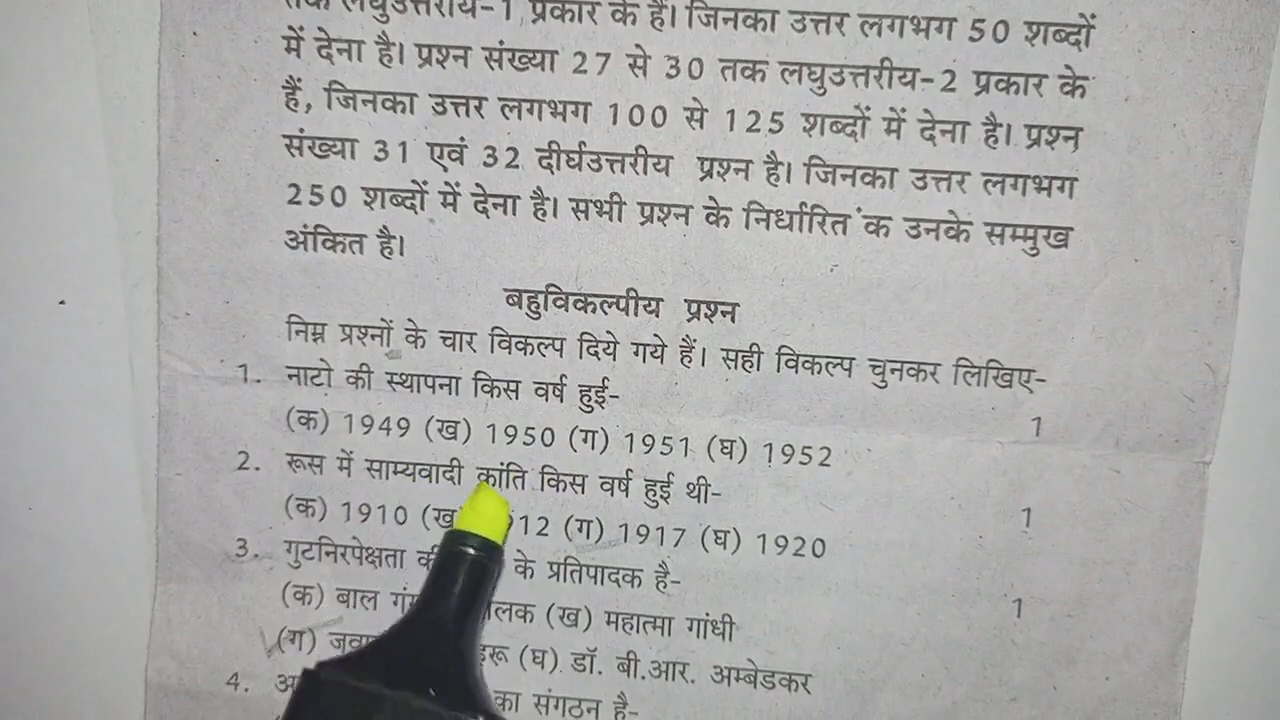 तक लघुउत्तरीय-1 प्रकार के हैं। जिनका उत्तर लगभग 50 शब्दों
में देना है। प्रश्न संख्या 27 से 30 तक लघुउत्तरीय-2 प्रकार के
हैं, जिनका उत्तर लगभग 100 से 125 शब्दों में देना है। प्रश्न
संख्या 31 एवं 32 दीर्घउत्तरीय प्रश्न है। जिनका उत्तर लगभग
250 शब्दों में देना है। सभी प्रश्न के निर्धारित ंक उनके सम्मुख
अंकित है।
बहुविकल्पीय प्रश्न
निम्न प्रश्नों के चार विकल्प दिये गये हैं। सही विकल्प चुनकर लिखिए-
1. नाटो की स्थापना किस वर्ष हुई- 1
(क) 1949 (ख) 1950 (ग) 1951 (घ) 1952
2. रूस में साम्यवादी क्रांति किस वर्ष हुई थी- 1
(क) 1910 (ख 12 (ग) 1917 (घ) 1920
3. गुटनिरपेक्षता के प्रतिपादक है- 1
(क) बाल (ख) महात्मा गांधी
(ग) (घ) डॉ. बी.आर. अम्बेडकर
4. का संगठन है-